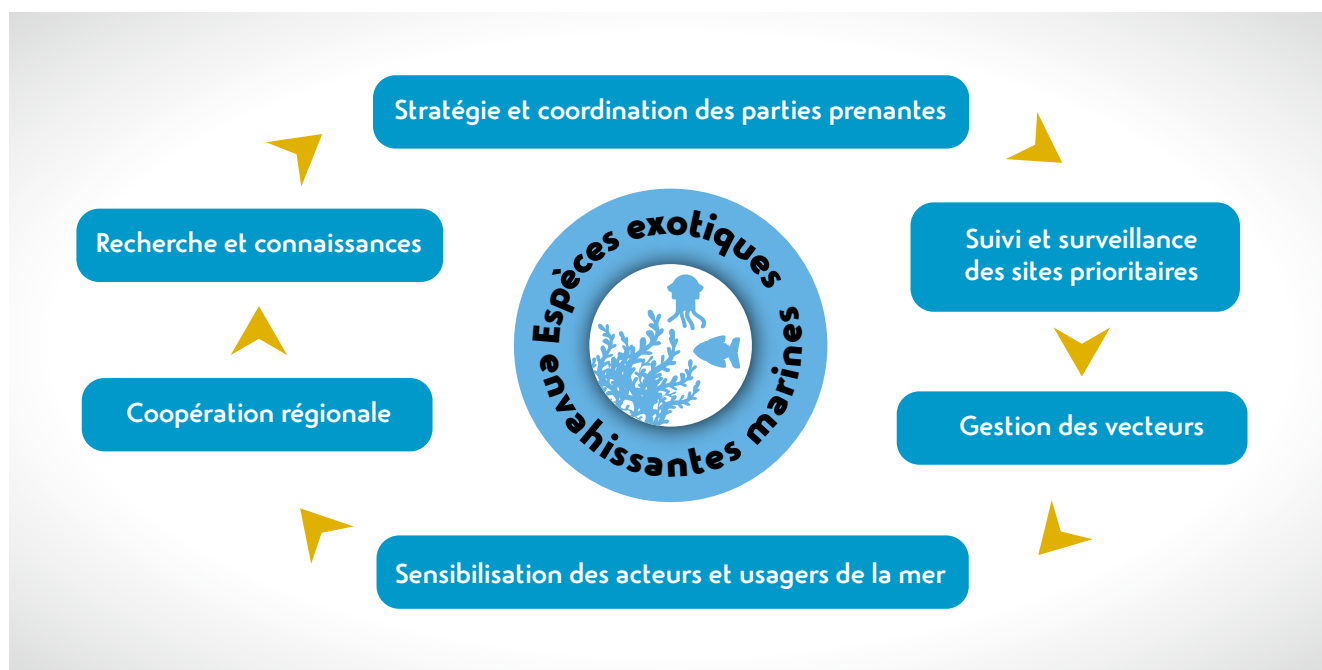 Stratégie et coordination des parties prenantes
Recherche et connaissances
Suivi et surveillance
des sites prioritaires
Espèces exotiques
envahissantes marines
Coopération régionale
Gestion des vecteurs
Sensibilisation des acteurs et usagers de la mer